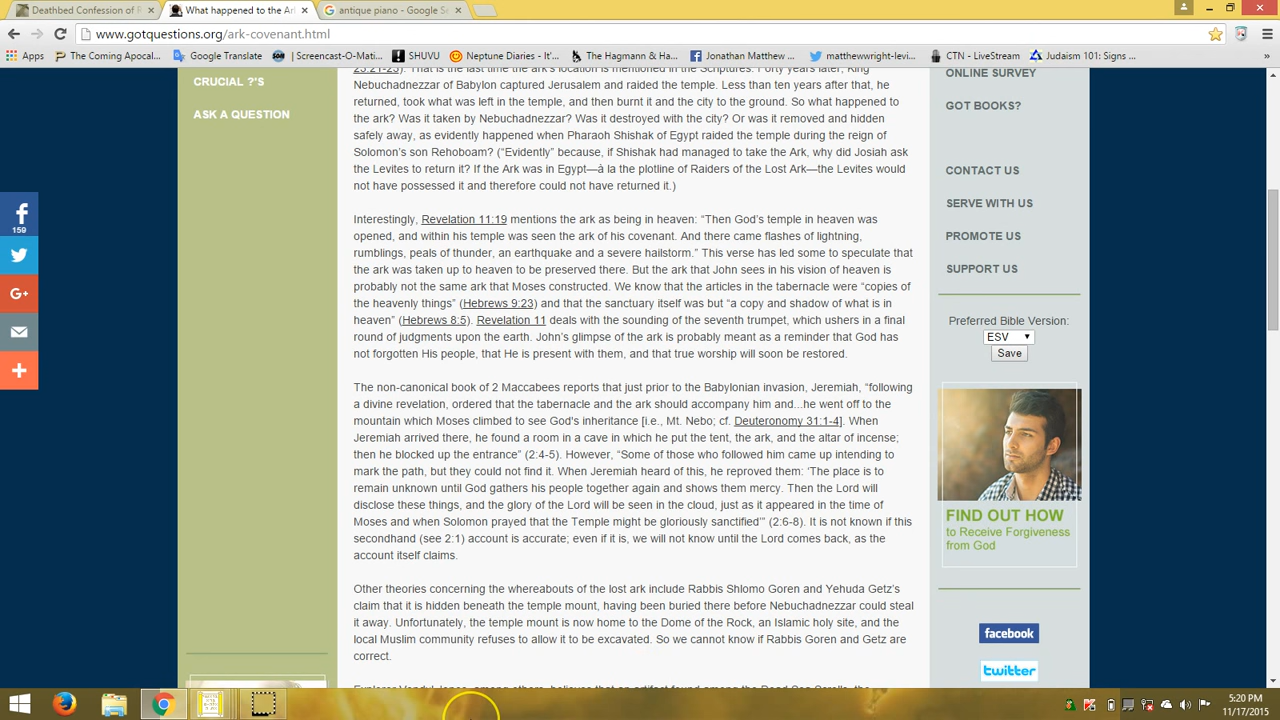 Deathbed Confession of R
What happened to the Ar
antique piano - Google S
www.gotquestions.org/ark-covenant.html
The Coming Apocal...
Google Translate
Screencast-O-Mati...
SHUVU
Neptune Diaries - It'...
The Hagmann & Ha...
Jonathan Matthew ...
matthewwright-levi...
CTN - LiveStream
Judaism 101: Signs ...
»
CRUCIAL ?'S
ASK A QUESTION
159
23:21-23). That is the last time the ark's location is mentioned in the Scriptures. Forty years later, King
Nebuchadnezzar of Babylon captured Jerusalem and raided the temple. Less than ten years after that, he
returned, took what was left in the temple, and then burnt it and the city to the ground. So what happened to
the ark? Was it taken by Nebuchadnezzar? Was it destroyed with the city? Or was it removed and hidden
safely away, as evidently happened when Pharaoh Shishak of Egypt raided the temple during the reign of
Solomon's son Rehoboam? (“Evidently” because, if Shishak had managed to take the Ark, why did Josiah ask
the Levites to return it? If the Ark was in Egypt—à la the plotline of Raiders of the Lost Ark—the Levites would
not have possessed it and therefore could not have returned it.)
Interestingly, Revelation 11:19 mentions the ark as being in heaven: “Then God's temple in heaven was
opened, and within his temple was seen the ark of his covenant. And there came flashes of lightning,
rumblings, peals of thunder, an earthquake and a severe hailstorm.” This verse has led some to speculate that
the ark was taken up to heaven to be preserved there. But the ark that John sees in his vision of heaven is
probably not the same ark that Moses constructed. We know that the articles in the tabernacle were “copies of
the heavenly things” (Hebrews 9:23) and that the sanctuary itself was but “a copy and shadow of what is in
heaven” (Hebrews 8:5). Revelation 11 deals with the sounding of the seventh trumpet, which ushers in a final
round of judgments upon the earth. John's glimpse of the ark is probably meant as a reminder that God has
not forgotten His people, that He is present with them, and that true worship will soon be restored.
The non-canonical book of 2 Maccabees reports that just prior to the Babylonian invasion, Jeremiah, “following
a divine revelation, ordered that the tabernacle and the ark should accompany him and...he went off to the
mountain which Moses climbed to see God's inheritance [i.e., Mt. Nebo; cf. Deuteronomy 31:1-4]. When
Jeremiah arrived there, he found a room in a cave in which he put the tent, the ark, and the altar of incense;
then he blocked up the entrance” (2:4-5). However, “Some of those who followed him came up intending to
mark the path, but they could not find it. When Jeremiah heard of this, he reproved them: ‘The place is to
remain unknown until God gathers his people together again and shows them mercy. Then the Lord will
disclose these things, and the glory of the Lord will be seen in the cloud, just as it appeared in the time of
Moses and when Solomon prayed that the Temple might be gloriously sanctified’” (2:6-8). It is not known if this
secondhand (see 2:1) account is accurate; even if it is, we will not know until the Lord comes back, as the
account itself claims.
Other theories concerning the whereabouts of the lost ark include Rabbis Shlomo Goren and Yehuda Getz's
claim that it is hidden beneath the temple mount, having been buried there before Nebuchadnezzar could steal
it away. Unfortunately, the temple mount is now home to the Dome of the Rock, an Islamic holy site, and the
local Muslim community refuses to allow it to be excavated. So we cannot know if Rabbis Goren and Getz are
correct.
ONLINE SURVEY
GOT BOOKS?
CONTACT US
SERVE WITH US
PROMOTE US
SUPPORT US
Preferred Bible Version:
ESV
Save
FIND OUT HOW
to Receive Forgiveness
from God
facebook
twitter
5:20 PM
11/17/2015